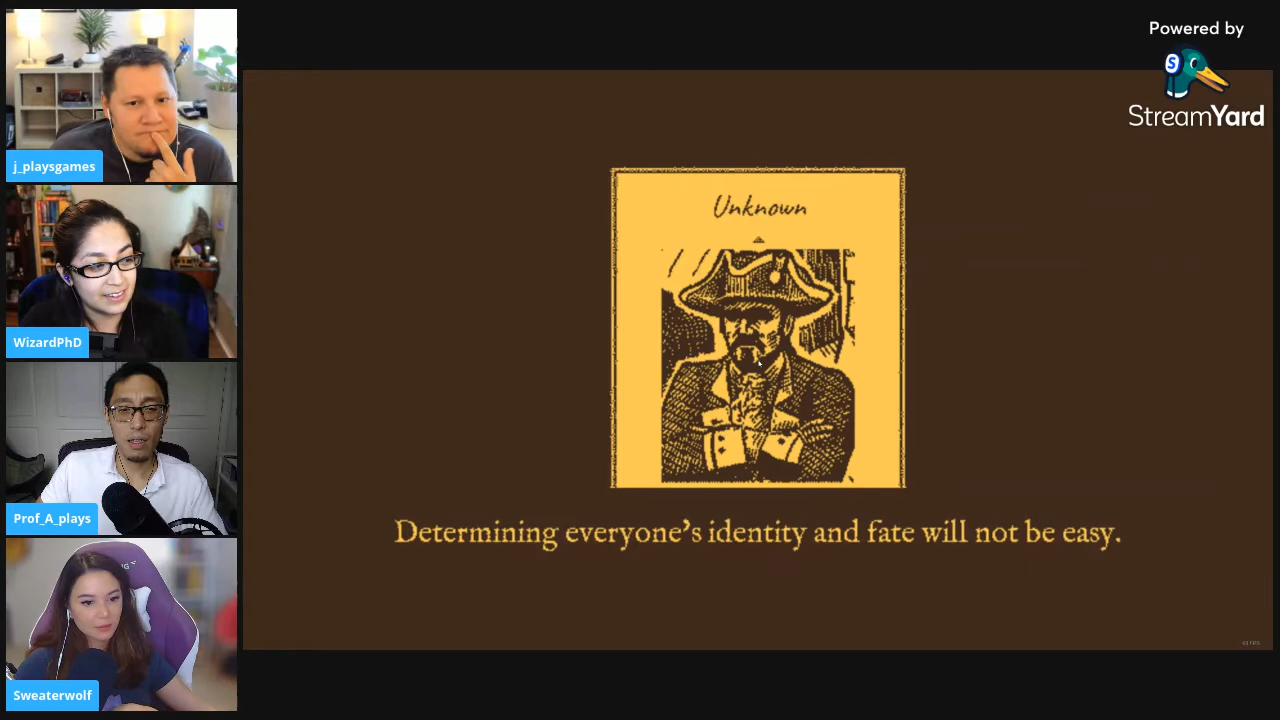 j_playsgames
WizardPhD
Prof_A_plays
Sweaterwolf
Powered by
S
StreamYard
Unknown
Determining everyone's identity and fate will not be easy.